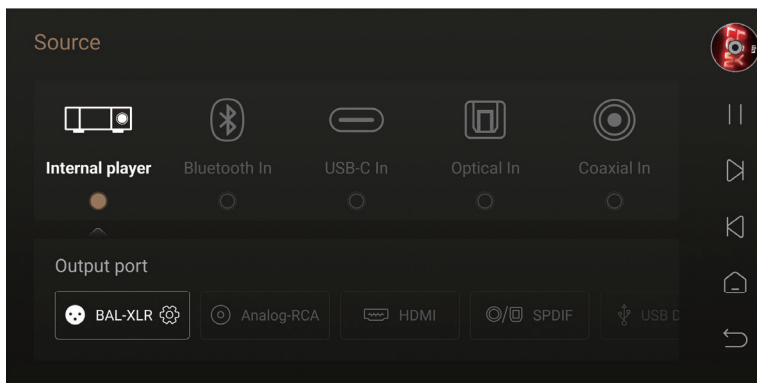 Source
Internal player Bluetooth In USB-C In Optical In Coaxial In
Output port
BAL-XLR Analog-RCA HDMI SPDIF USB D